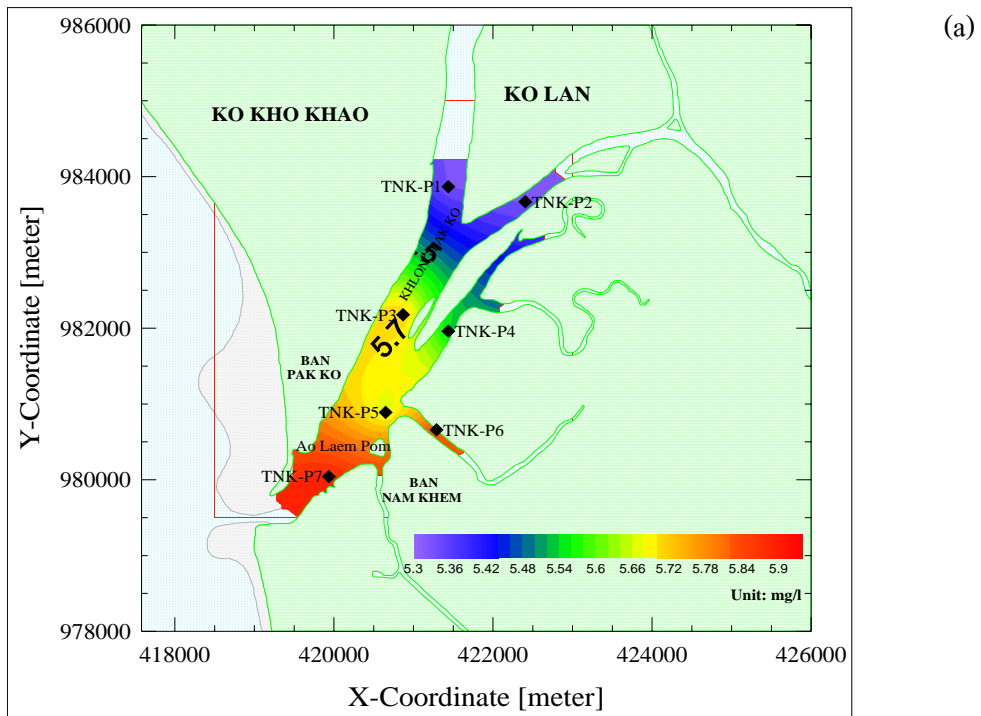 (a)
986000
984000
982000
980000
978000
Y-Coordinate [meter]
KO KHO KHAO
KO LAN
TNK-P1
TNK-P2
KHLONG PAK KO
TNK-P3
5.7
TNK-P4
BAN
PAK KO
TNK-P5
TNK-P6
Ao Laem Pom
TNK-P7
BAN
NAM KHEM
5.3 5.36 5.42 5.48 5.54 5.6 5.66 5.72 5.78 5.84 5.9
Unit: mg/l
418000 420000 422000 424000 426000
X-Coordinate [meter]